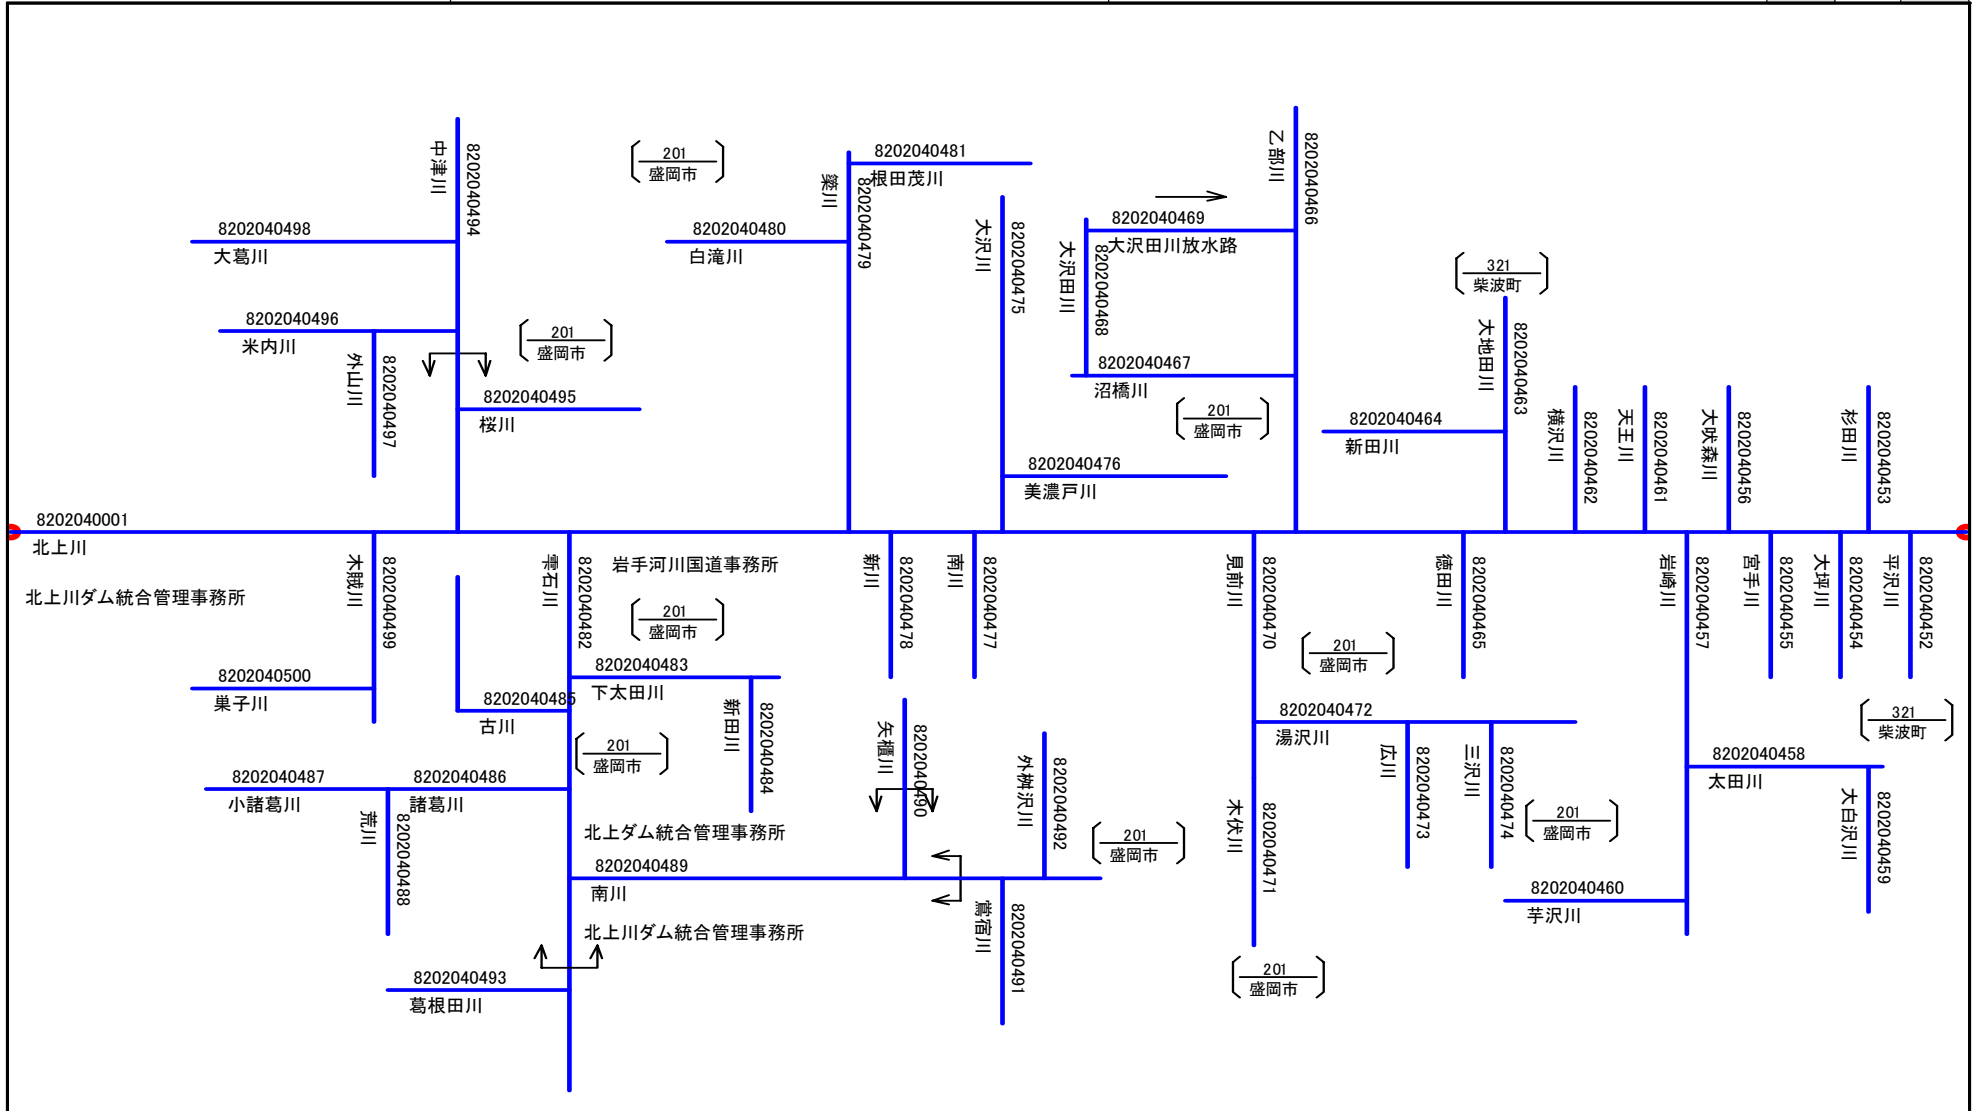 8202040001
北上川
北上川ダム統合管理事務所
中津川
8202040494
8202040498
大葛川
8202040496
米内川
外山川
8202040497
8202040495
桜川
201
盛岡市
201
盛岡市
簗川
8202040479
8202040481
根田茂川
8202040480
白滝川
大沢川
8202040475
8202040476
美濃戸川
乙部川
8202040466
8202040469
大沢田川放水路
大沢田川
8202040468
8202040467
沼橋川
201
盛岡市
321
柴波町
大地田川
8202040463
8202040464
新田川
横沢川
8202040462
天王川
8202040461
大吠森川
8202040456
杉田川
8202040453
木賊川
8202040499
8202040500
巣子川
雫石川
8202040482
岩手河川国道事務所
201
盛岡市
8202040483
下太田川
新田川
8202040484
8202040485
古川
201
盛岡市
8202040487
小諸葛川
8202040486
諸葛川
荒川
8202040488
北上ダム統合管理事務所
8202040489
南川
北上川ダム統合管理事務所
8202040493
葛根田川
矢櫃川
8202040490
外桝沢川
8202040492
鴬宿川
8202040491
201
盛岡市
新川
8202040478
南川
8202040477
見前川
8202040470
201
盛岡市
8202040472
湯沢川
広川
8202040473
三沢川
8202040474
201
盛岡市
木伏川
8202040471
201
盛岡市
徳田川
8202040465
岩崎川
8202040457
8202040458
太田川
大白沢川
8202040459
8202040460
芋沢川
宮手川
8202040455
大坪川
8202040454
平沢川
8202040452
321
柴波町